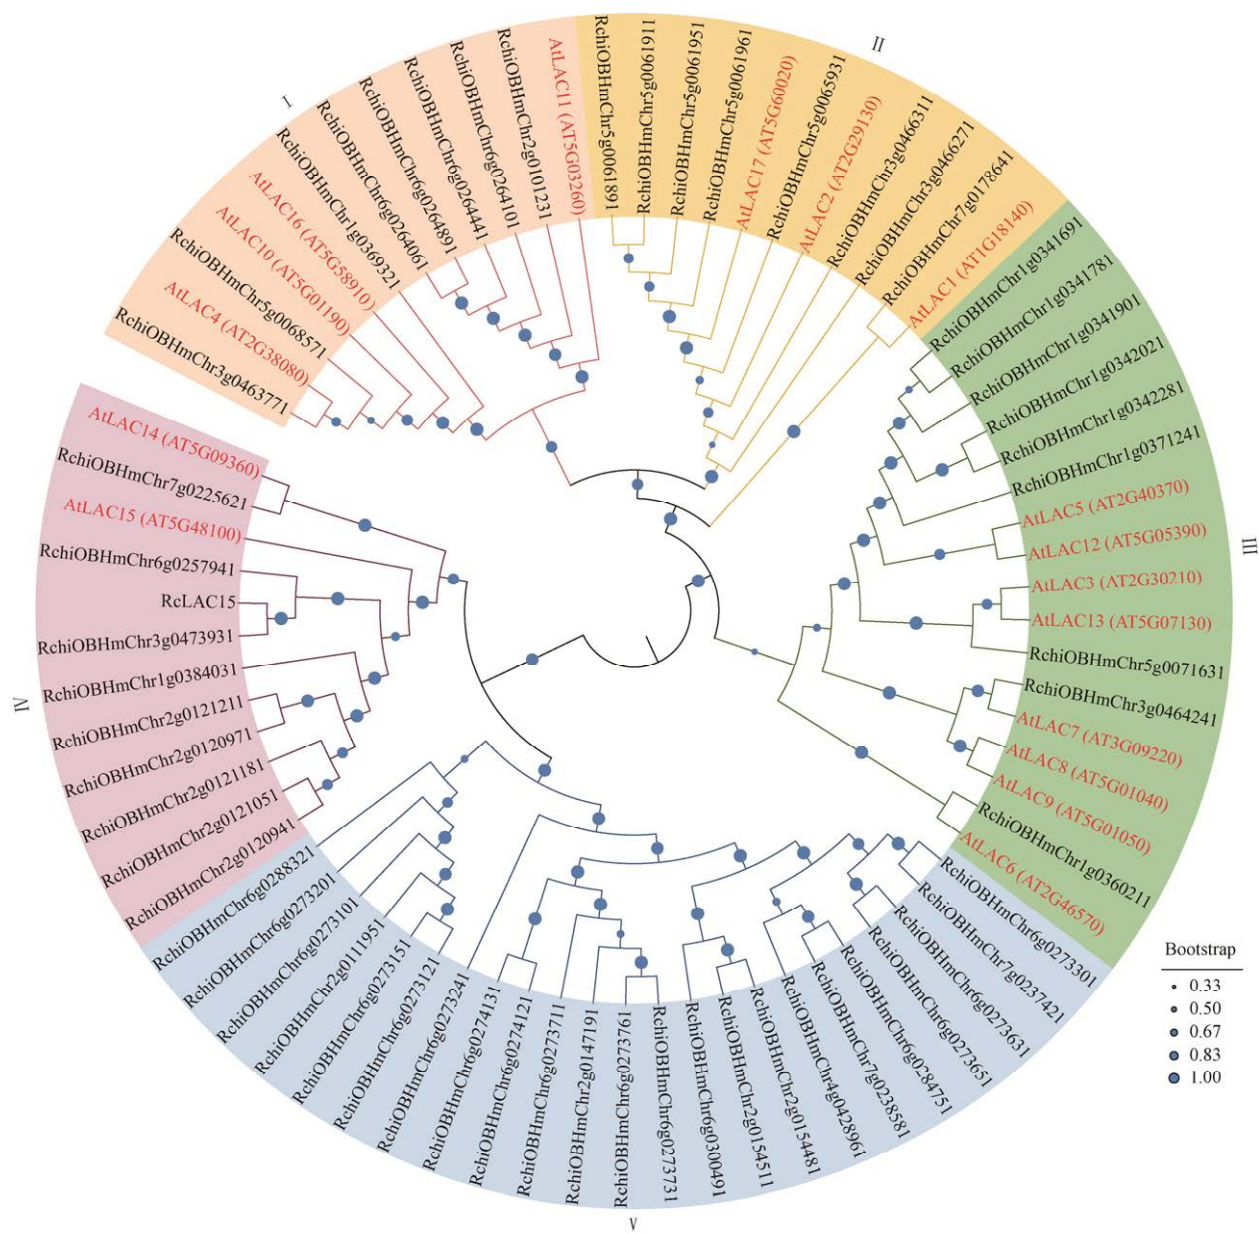 I
RchiOBHmChr3g0463771
AtLAC4 (AT2G38080)
RchiOBHmChr5g0068571
AtLAC10 (AT5G01190)
AtLAC16 (AT5G58910)
RchiOBHmChr1g0369321
RchiOBHmChr6g0264061
RchiOBHmChr6g0264891
RchiOBHmChr6g0264441
RchiOBHmChr6g0264101
RchiOBHmChr2g0101231
AtLAC11 (AT5G03260)
II
RchiOBHmChr5g0061891
RchiOBHmChr5g0061911
RchiOBHmChr5g0061951
RchiOBHmChr5g0061961
AtLAC17 (AT5G60020)
RchiOBHmChr5g0065931
AtLAC2 (AT2G29130)
RchiOBHmChr3g0466311
RchiOBHmChr3g0466271
RchiOBHmChr7g0178641
AtLAC1 (AT1G18140)
III
RchiOBHmChr1g0341691
RchiOBHmChr1g0341781
RchiOBHmChr1g0341901
RchiOBHmChr1g0342021
RchiOBHmChr1g0342281
RchiOBHmChr1g0371241
AtLAC5 (AT2G40370)
AtLAC12 (AT5G05390)
AtLAC3 (AT2G30210)
AtLAC13 (AT5G07130)
RchiOBHmChr5g0071631
RchiOBHmChr3g0464241
AtLAC7 (AT3G09220)
AtLAC8 (AT5G01040)
AtLAC9 (AT5G01050)
RchiOBHmChr1g0360211
AtLAC6 (AT2G46570)
RchiOBHmChr6g0273301
RchiOBHmChr7g0237421
RchiOBHmChr6g0273631
RchiOBHmChr6g0273651
RchiOBHmChr6g0284751
RchiOBHmChr7g0238581
RchiOBHmChr4g0428961
RchiOBHmChr2g0154481
RchiOBHmChr2g0154511
RchiOBHmChr6g0300491
RchiOBHmChr6g0273731
RchiOBHmChr6g0273761
RchiOBHmChr2g0147191
RchiOBHmChr6g0273711
RchiOBHmChr6g0274121
RchiOBHmChr6g0274131
RchiOBHmChr6g0273241
RchiOBHmChr6g0273121
RchiOBHmChr6g0273151
RchiOBHmChr2g0111951
RchiOBHmChr6g0273101
RchiOBHmChr6g0273201
RchiOBHmChr6g0288321
V
RchiOBHmChr2g0120941
RchiOBHmChr2g0121051
RchiOBHmChr2g0121181
RchiOBHmChr2g0120971
RchiOBHmChr2g0121211
RchiOBHmChr1g0384031
RchiOBHmChr3g0473931
RcLAC15
RchiOBHmChr6g0257941
AtLAC15 (AT5G48100)
RchiOBHmChr7g0225621
AtLAC14 (AT5G09360)
IV
Bootstrap
0.33
0.50
0.67
0.83
1.00